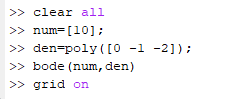 >> clear all
>> num=[10];
>> den=poly([0 -1 -2]);
>> bode(num,den)
>> grid on